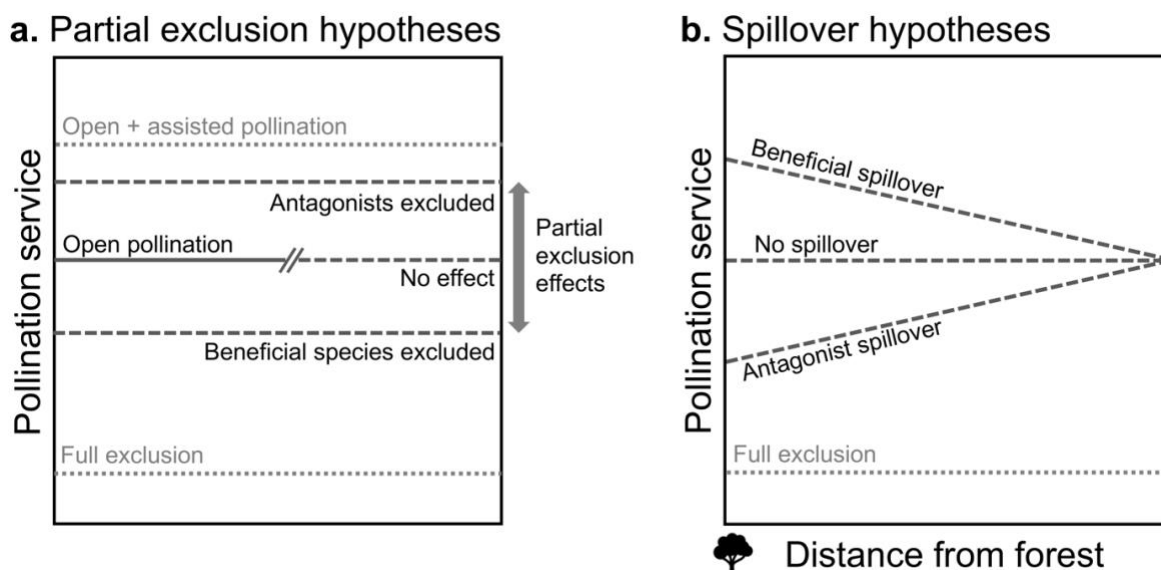 a. Partial exclusion hypotheses
Pollination service
Open + assisted pollination
Antagonists excluded
Open pollination
No effect
Beneficial species excluded
Full exclusion
Partial
exclusion
effects
b. Spillover hypotheses
Pollination service
Beneficial spillover
No spillover
Antagonist spillover
Full exclusion
Distance from forest